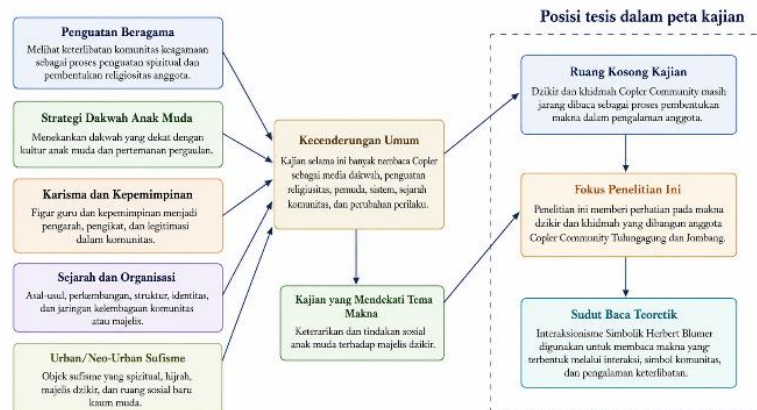 Penguatan Beragama
Melihat keterlibatan komunitas keagamaan
sebagai proses penguatan spiritual dan
pembentukan religiositas anggota.
Strategi Dakwah Anak Muda
Menekankan dakwah yang dekat dengan
kultur anak muda dan pertemanan pergaulan.
Karisma dan Kepemimpinan
Figur guru dan kepemimpinan menjadi
pengarah, pengikat, dan legitimasi
dalam komunitas.
Sejarah dan Organisasi
Asal-usul, perkembangan, struktur, identitas,
dan jaringan kelembagaan komunitas
atau majelis.
Urban/Neo-Urban Sufisme
Objek sufisme yang spiritual, hijrah,
majelis dzikir, dan ruang sosial baru
kaum muda.
Kecenderungan Umum
Kajian selama ini banyak membaca Copler
sebagai media dakwah, penguatan
religiusitas, pemuda, sistem, sejarah
komunitas, dan perubahan perilaku.
Kajian yang Mendekati Tema
Makna
Ketertarikan dan tindakan sosial
anak muda terhadap majelis dzikir.
Posisi tesis dalam peta kajian
Ruang Kosong Kajian
Dzikir dan khidmah Copler Community masih
jarang dibaca sebagai proses pembentukan
makna dalam pengalaman anggota.
Fokus Penelitian Ini
Penelitian ini memberi perhatian pada makna
dzikir dan khidmah yang dibangun anggota
Copler Community Tulungagung dan Jombang.
Sudut Baca Teoretik
Interaksionisme Simbolik Herbert Blumer
digunakan untuk membaca makna yang
terbentuk melalui interaksi, simbol komunitas,
dan pengalaman keterlibatan.